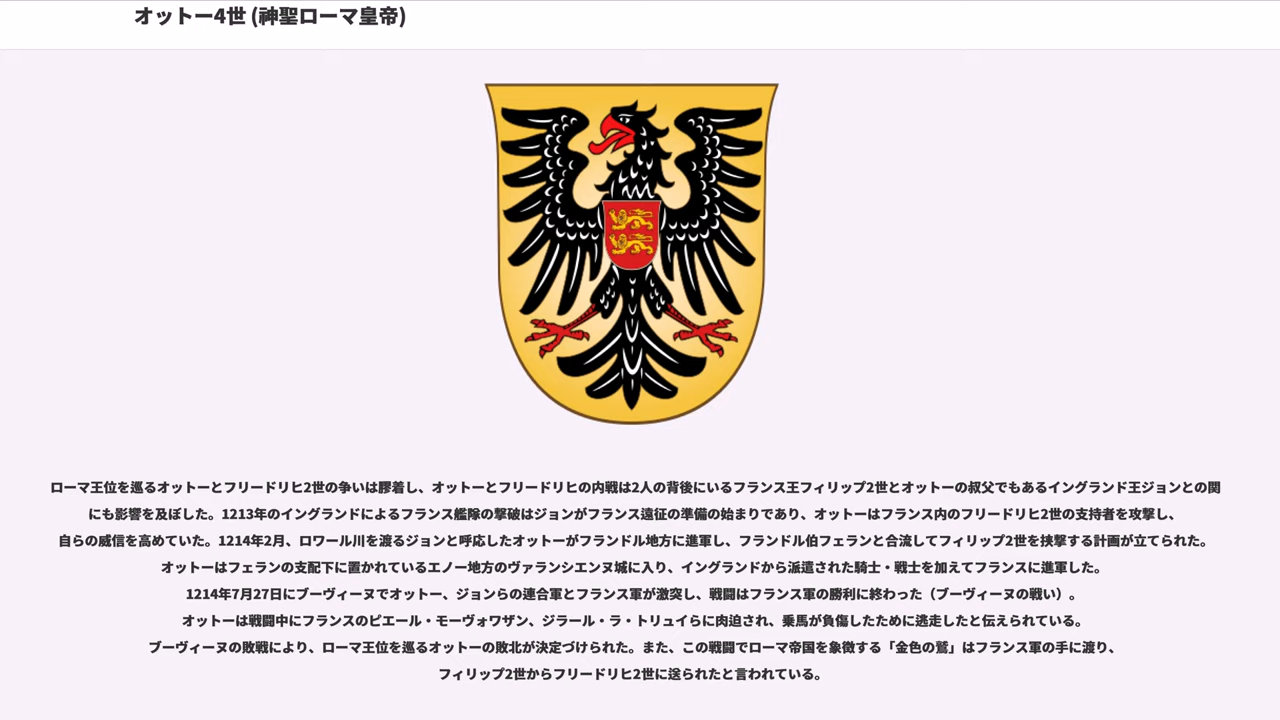 オットー4世 (神聖ローマ皇帝)
ローマ王位を巡るオットーとフリードリヒ2世の争いは膠着し、オットーとフリードリヒの内戦は2人の背後にいるフランス王フィリップ2世とオットーの叔父でもあるイングランド王ジョンとの関
にも影響を及ぼした。1213年のイングランドによるフランス艦隊の撃破はジョンがフランス遠征の準備の始まりであり、オットーはフランス内のフリードリヒ2世の支持者を攻撃し、
自らの威信を高めていた。1214年2月、ロワール川を渡るジョンと呼応したオットーがフランドル地方に進軍し、フランドル伯フェランと合流してフィリップ2世を挟撃する計画が立てられた。
オットーはフェランの支配下に置かれているエノー地方のヴァランシエンヌ城に入り、イングランドから派遣された騎士・戦士を加えてフランスに進軍した。
1214年7月27日にブーヴィーヌでオットー、ジョンらの連合軍とフランス軍が激突し、戦闘はフランス軍の勝利に終わった（ブーヴィーヌの戦い）。
オットーは戦闘中にフランスのピエール・モーヴォワザン、ジラール・ラ・トリュイらに肉迫され、乗馬が負傷したために逃走したと伝えられている。
ブーヴィーヌの敗戦により、ローマ王位を巡るオットーの敗北が決定づけられた。また、この戦闘でローマ帝国を象徴する「金色の鷲」はフランス軍の手に渡り、
フィリップ2世からフリードリヒ2世に送られたと言われている。